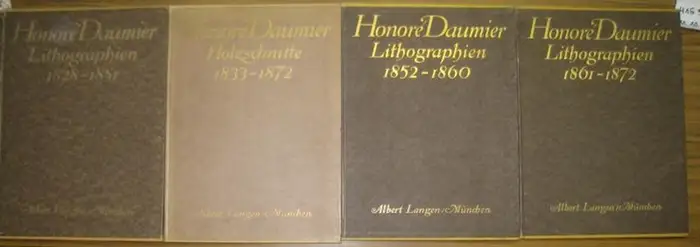 Honoré Daumier
Lithographien
1828-1851
Honoré Daumier
Holzschnitte
1833-1872
Albert Langen / München
Honoré Daumier
Lithographien
1852-1860
Albert Langen / München
Honoré Daumier
Lithographien
1861-1872
Albert Langen / München